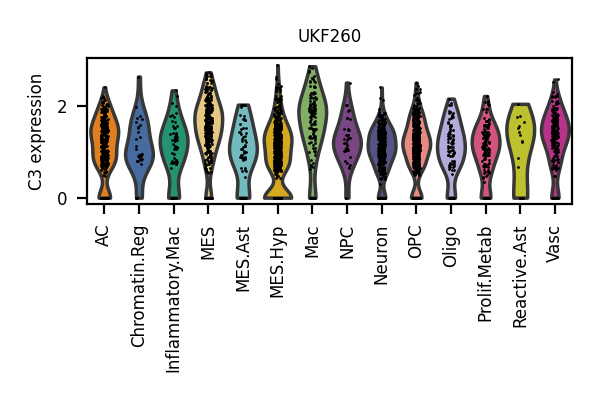 UKF260
C3 expression
2
0
AC
Chromatin.Reg
Inflammatory.Mac
MES
MES.Ast
MES.Hyp
Mac
NPC
Neuron
OPC
Oligo
Prolif.Metab
Reactive.Ast
Vasc